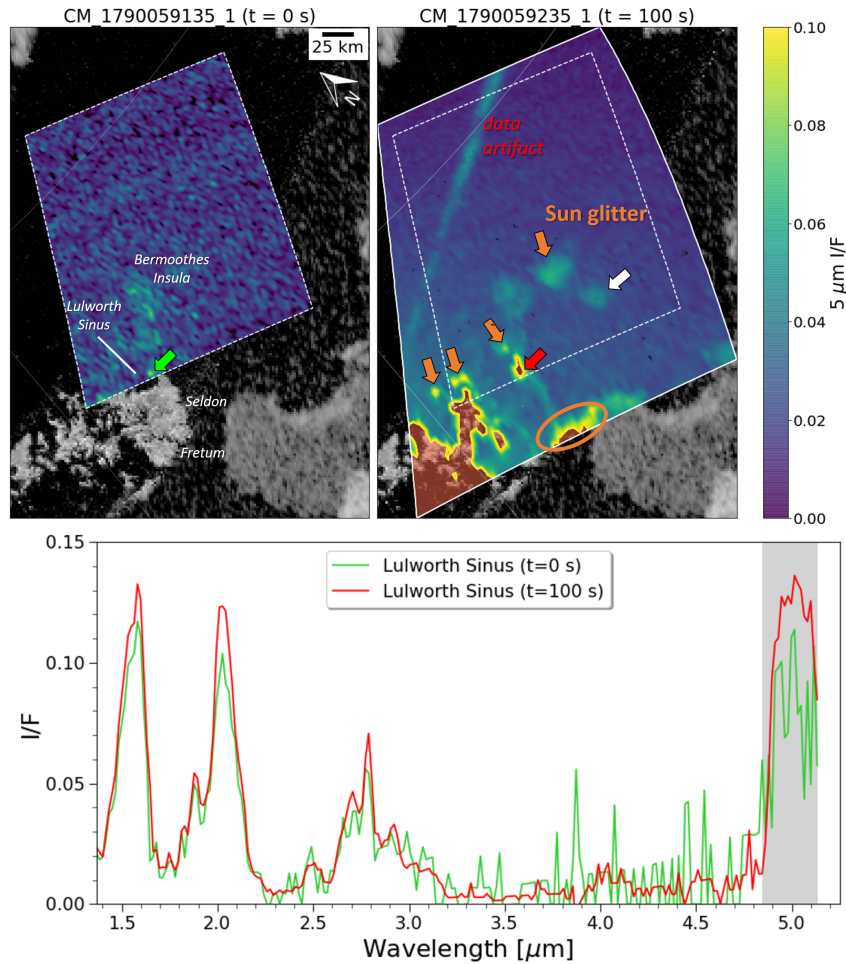 CM_1790059135_1 (t = 0 s)
CM_1790059235_1 (t = 100 s)
25 km
N
data
artifact
Sun glitter
Bermoothes
Insula
Lulworth
Sinus
Seldon
Fretum
0.10
0.08
0.06
0.04
0.02
0.00
5 μm I/F
0.15
0.10
0.05
0.00
I/F
Lulworth Sinus (t=0 s)
Lulworth Sinus (t=100 s)
1.5 2.0 2.5 3.0 3.5 4.0 4.5 5.0
Wavelength [μm]